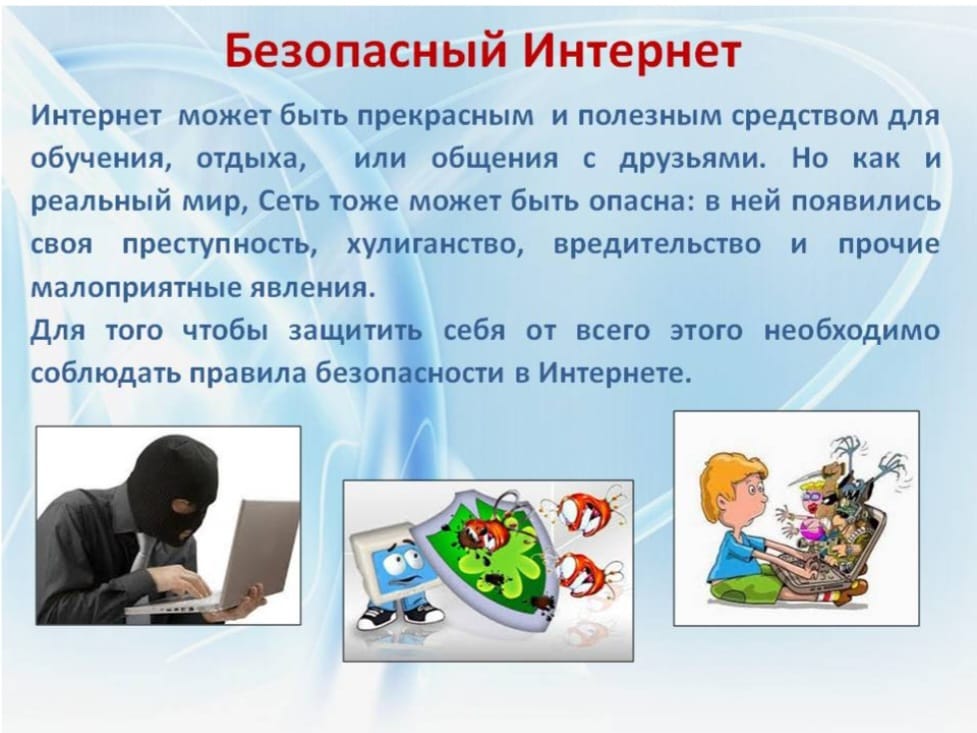 Безопасный Интернет
Интернет может быть прекрасным и полезным средством для
обучения, отдыха, или общения с друзьями. Но как и
реальный мир, Сеть тоже может быть опасна: в ней появились
своя преступность, хулиганство, вредительство и прочие
малоприятные явления.
Для того чтобы защитить себя от всего этого необходимо
соблюдать правила безопасности в Интернете.